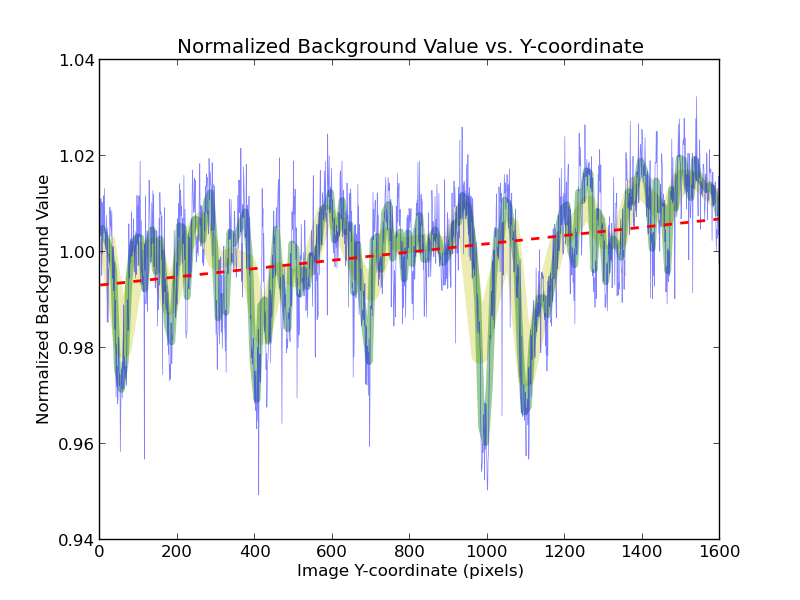 Normalized Background Value vs. Y-coordinate
1.04
1.02
1.00
0.98
0.96
0.94
Normalized Background Value
0 200 400 600 800 1000 1200 1400 1600
Image Y-coordinate (pixels)